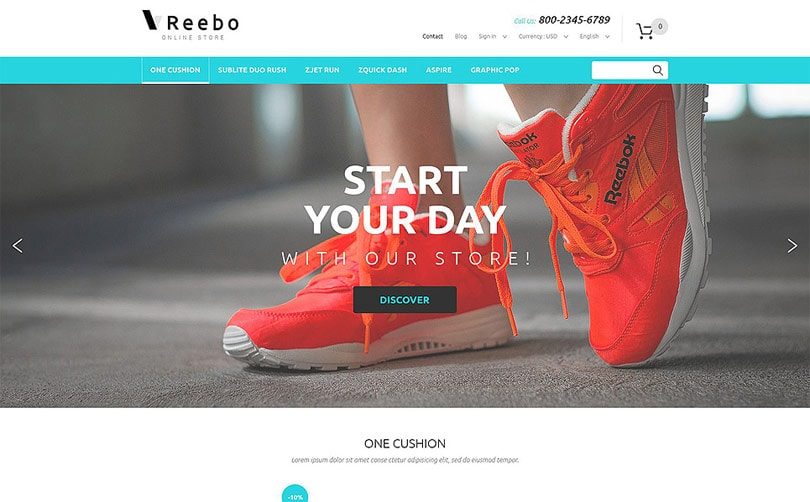 Reebo
ONLINE STORE
Call Us: 800-2345-6789
Contact Blog Sign in Currency : USD English
0
ONE CUSHION SUBLITE DUO RUSH ZJET RUN ZQUICK DASH ASPIRE GRAPHIC POP
Reebok
Reebok
START
YOUR DAY
WITH OUR STORE!
DISCOVER
ONE CUSHION
Lorem ipsum dolor sit amet conse ctetur adipisicing elit, sed do eiusmod tempor.
-10%